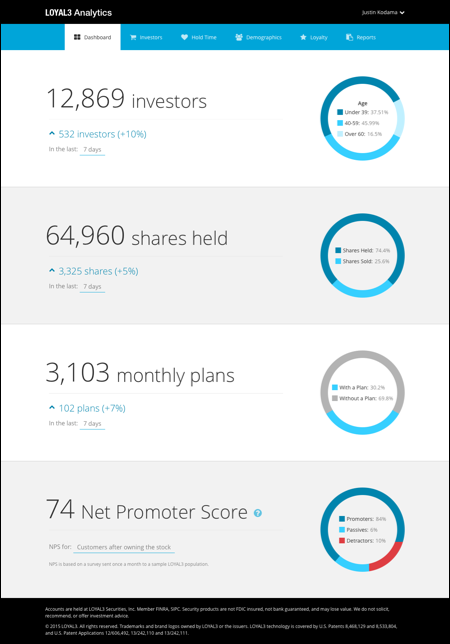 LOYAL3 Analytics
Justin Kodama
Dashboard
Investors
Hold Time
Demographics
Loyalty
Reports
12,869 investors
532 investors (+10%)
In the last: 7 days
Age
Under 39: 37.51%
40-59: 45.99%
Over 60: 16.5%
64,960 shares held
3,325 shares (+5%)
In the last: 7 days
Shares Held: 74.4%
Shares Sold: 25.6%
3,103 monthly plans
102 plans (+7%)
In the last: 7 days
With a Plan: 30.2%
Without a Plan: 69.8%
74 Net Promoter Score ?
NPS for: Customers after owning the stock
NPS is based on a survey sent once a month to a sample LOYAL3 population
Promoters: 84%
Passives: 6%
Detractors: 10%
Accounts are held at LOYAL3 Securities, Inc. Member FINRA, SIPC. Security products are not FDIC insured, not bank guaranteed, and may lose value. We do not solicit,
recommend, or offer investment advice.
© 2015 LOYAL3. All rights reserved. Trademarks and brand logos owned by LOYAL3 or the issuers. LOYAL3 technology is covered by U.S. Patents 8,468,129 and 8,533,804,
and U.S. Patent Applications 12/606,492, 13/242,110 and 13/242,111.